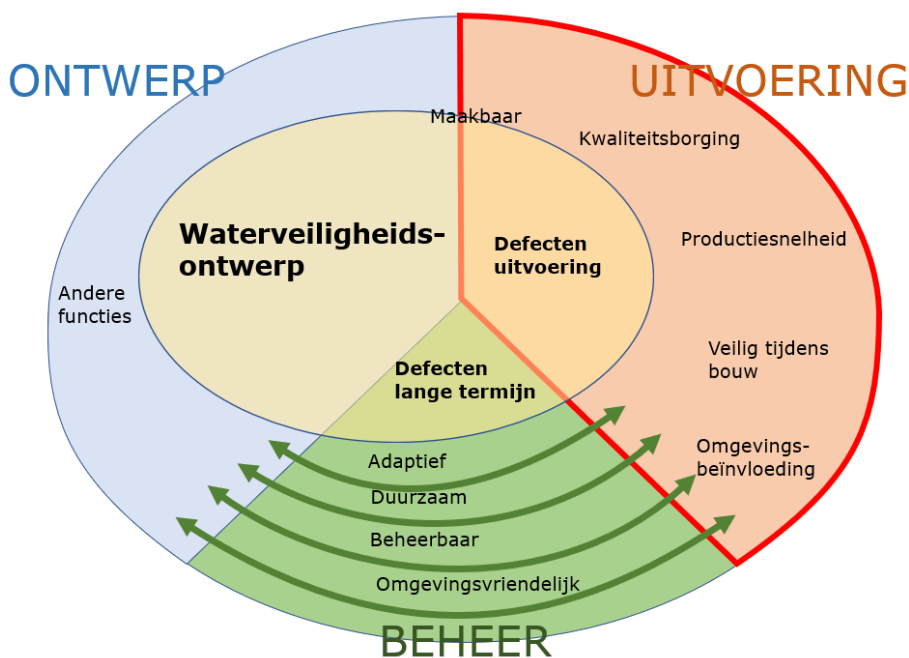 ONTWERP
UITVOERING
Maakbaar
Kwaliteitsborging
Waterveiligheids-
ontwerp
Defecten
uitvoering
Productiesnelheid
Andere
functies
Veilig tijdens
bouw
Defecten
lange termijn
Omgevings-
beïnvloeding
Adaptief
Duurzaam
Beheerbaar
Omgevingsvriendelijk
BEHEER